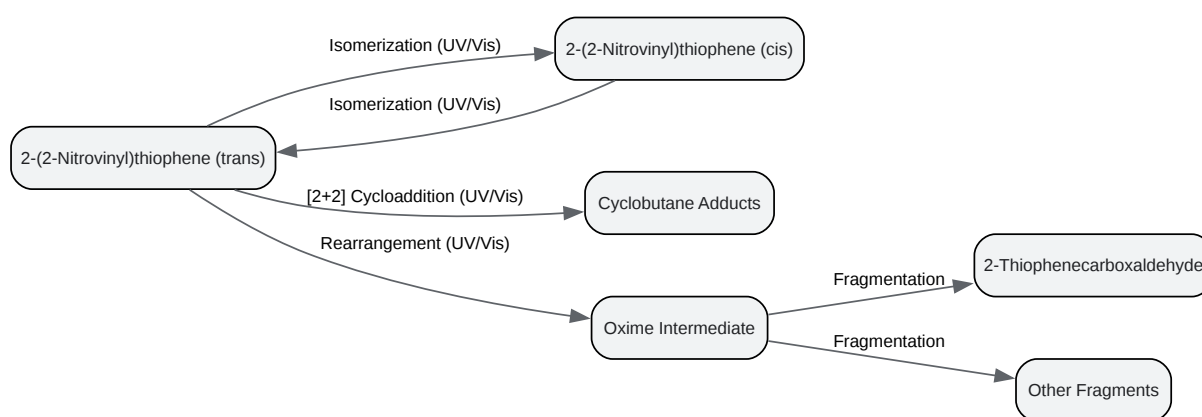 Isomerization (UV/Vis)
2-(2-Nitrovinyl)thiophene (cis)
Isomerization (UV/Vis)
2-(2-Nitrovinyl)thiophene (trans)
[2+2] Cycloaddition (UV/Vis)
Cyclobutane Adducts
Rearrangement (UV/Vis)
2-Thiophenecarboxaldehyde
Fragmentation
Oxime Intermediate
Fragmentation
Other Fragments